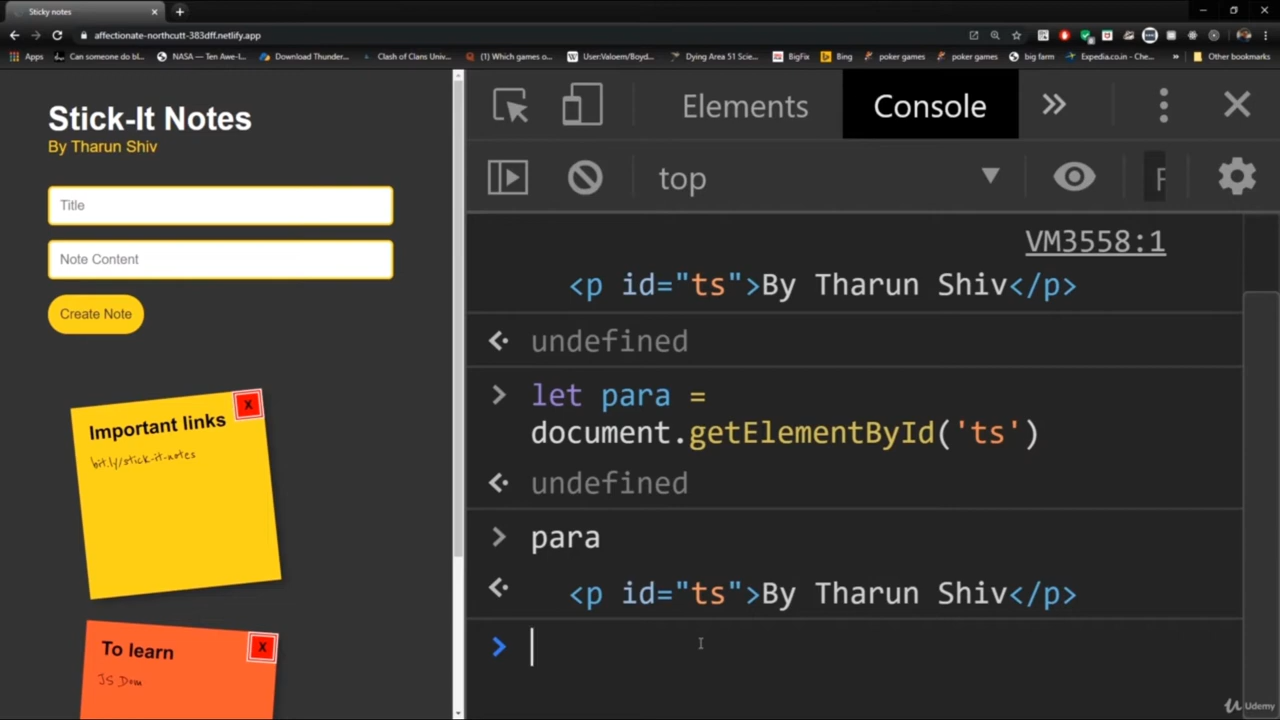 Sticky notes
affectionate-northcutt-383dff.netlify.app
Apps
Can someone do bl...
NASA — Ten Awe-I...
Download Thunder...
Clash of Clans Univ...
(1) Which games o...
User:Valoem/Boyd...
Dying Area 51 Scie...
BigFix
Bing
poker games
poker games
big farm
Expedia.co.in - Che...
»
Other bookmarks
Stick-It Notes
By Tharun Shiv
Title
Note Content
Create Note
Important links
X
bit.ly/stick-it-notes
To learn
X
JS Dom
Elements
Console
top
VM3558:1
<p id="ts">By Tharun Shiv</p>
undefined
let para =
document.getElementById('ts')
undefined
para
<p id="ts">By Tharun Shiv</p>
Udemy